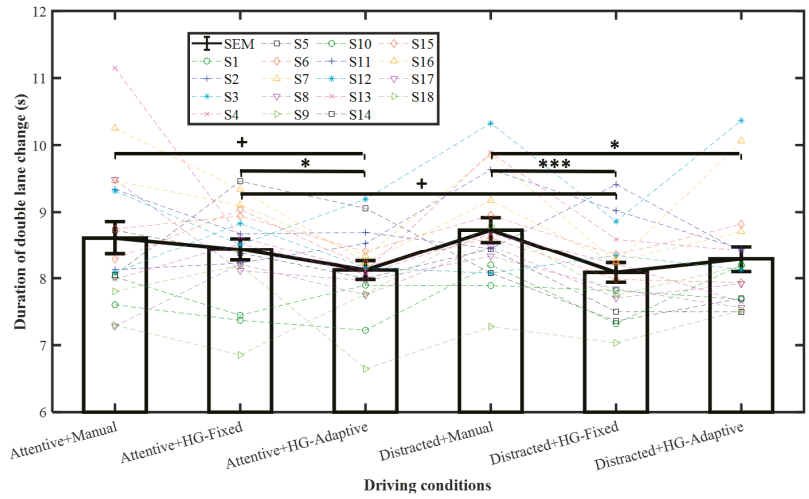 12
11
10
9
8
7
6
Duration of double lane change (s)
SEM S5 S10 S15
S1 S6 S11 S16
S2 S7 S12 S17
S3 S8 S13 S18
S4 S9 S14
+
*
*
***
+
Attentive+Manual
Attentive+HG-Fixed
Attentive+HG-Adaptive
Distracted+Manual
Distracted+HG-Fixed
Distracted+HG-Adaptive
Driving conditions